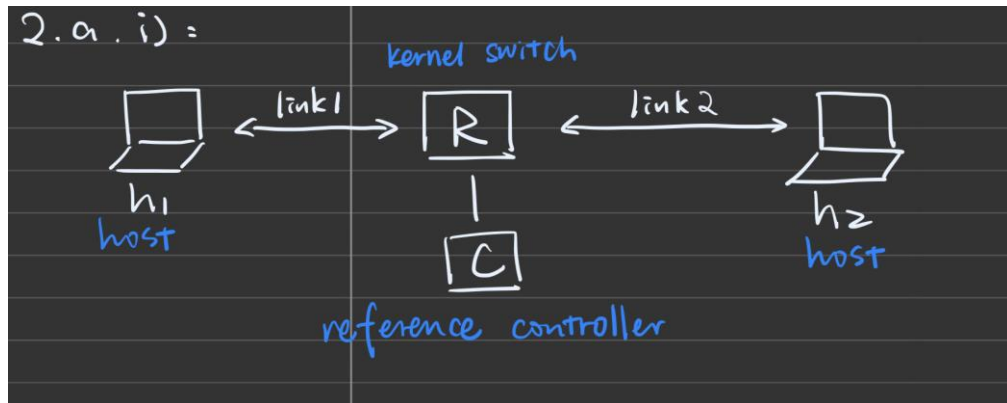 2.a.i):
kernel switch
link1 link2
R
h1 h2
host host
C
reference controller